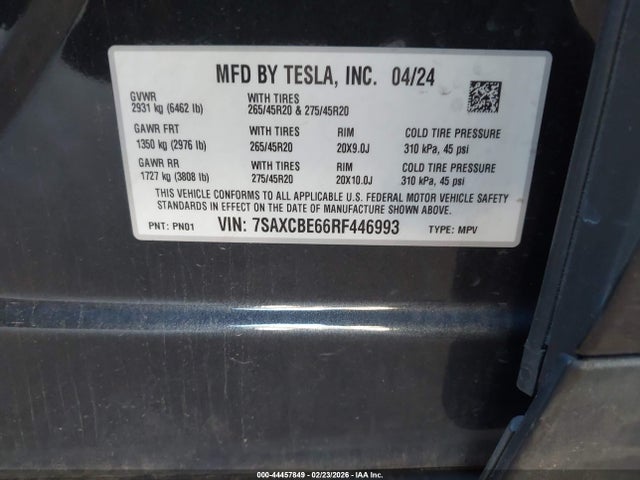 MFD BY TESLA, INC. 04/24
GVWR WITH TIRES
2931 kg (6462 lb) 265/45R20 & 275/45R20
GAWR FRT WITH TIRES RIM COLD TIRE PRESSURE
1350 kg (2976 lb) 265/45R20 20X9.0J 310 kPa, 45 psi
GAWR RR WITH TIRES RIM COLD TIRE PRESSURE
1727 kg (3808 lb) 275/45R20 20X10.0J 310 kPa, 45 psi
THIS VEHICLE CONFORMS TO ALL APPLICABLE U.S. FEDERAL MOTOR VEHICLE SAFETY
STANDARDS IN EFFECT ON THE DATE OF MANUFACTURE SHOWN ABOVE.
PNT: PN01 VIN: 7SAXCBE66RF446993 TYPE: MPV
000-44457849 - 02/23/2026 - IAAI.COM